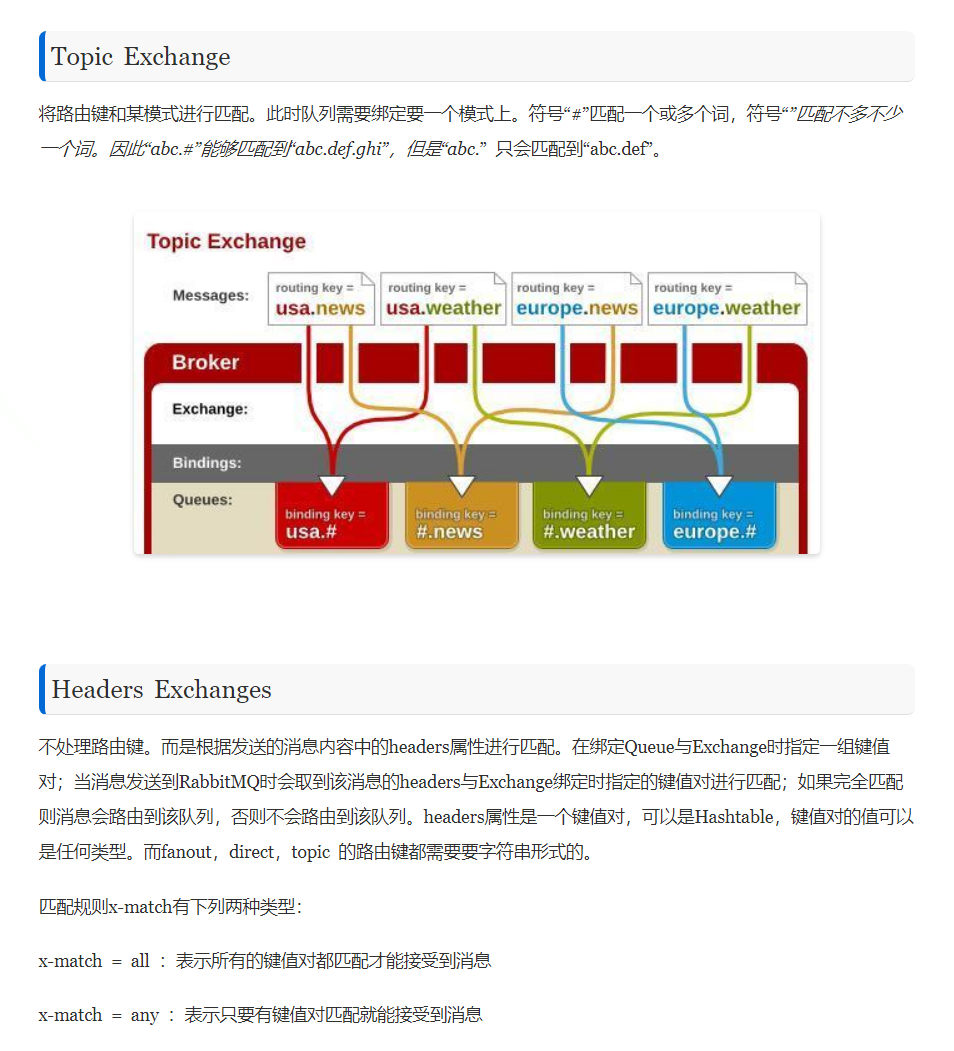 Topic Exchange
将路由键和某模式进行匹配。此时队列需要绑定要一个模式上。符号“#”匹配一个或多个词，符号“”匹配不多不少
一个词。因此“abc.#”能够匹配到“abc.def.ghi”，但是“abc.” 只会匹配到“abc.def”。
Topic Exchange
Messages:
routing key = routing key = routing key = routing key =
usa.news usa.weather europe.news europe.weather
Broker
Exchange:
Bindings:
Queues:
binding key = binding key = binding key = binding key =
usa.# #.news #.weather europe.#
Headers Exchanges
不处理路由键。而是根据发送的消息内容中的headers属性进行匹配。在绑定Queue与Exchange时指定一组键值
对；当消息发送到RabbitMQ时会取到该消息的headers与Exchange绑定时指定的键值对进行匹配；如果完全匹配
则消息会路由到该队列，否则不会路由到该队列。headers属性是一个键值对，可以是Hashtable，键值对的值可以
是任何类型。而fanout，direct，topic 的路由键都需要要字符串形式的。
匹配规则x-match有下列两种类型：
x-match = all ：表示所有的键值对都匹配才能接受到消息
x-match = any ：表示只要有键值对匹配就能接受到消息